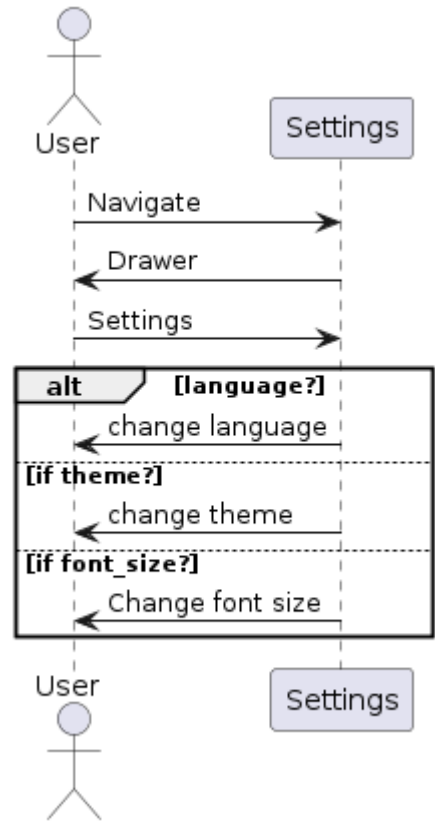 User
Settings
Navigate
Drawer
Settings
alt [language?]
change language
[if theme?]
change theme
[if font_size?]
Change font size
User
Settings